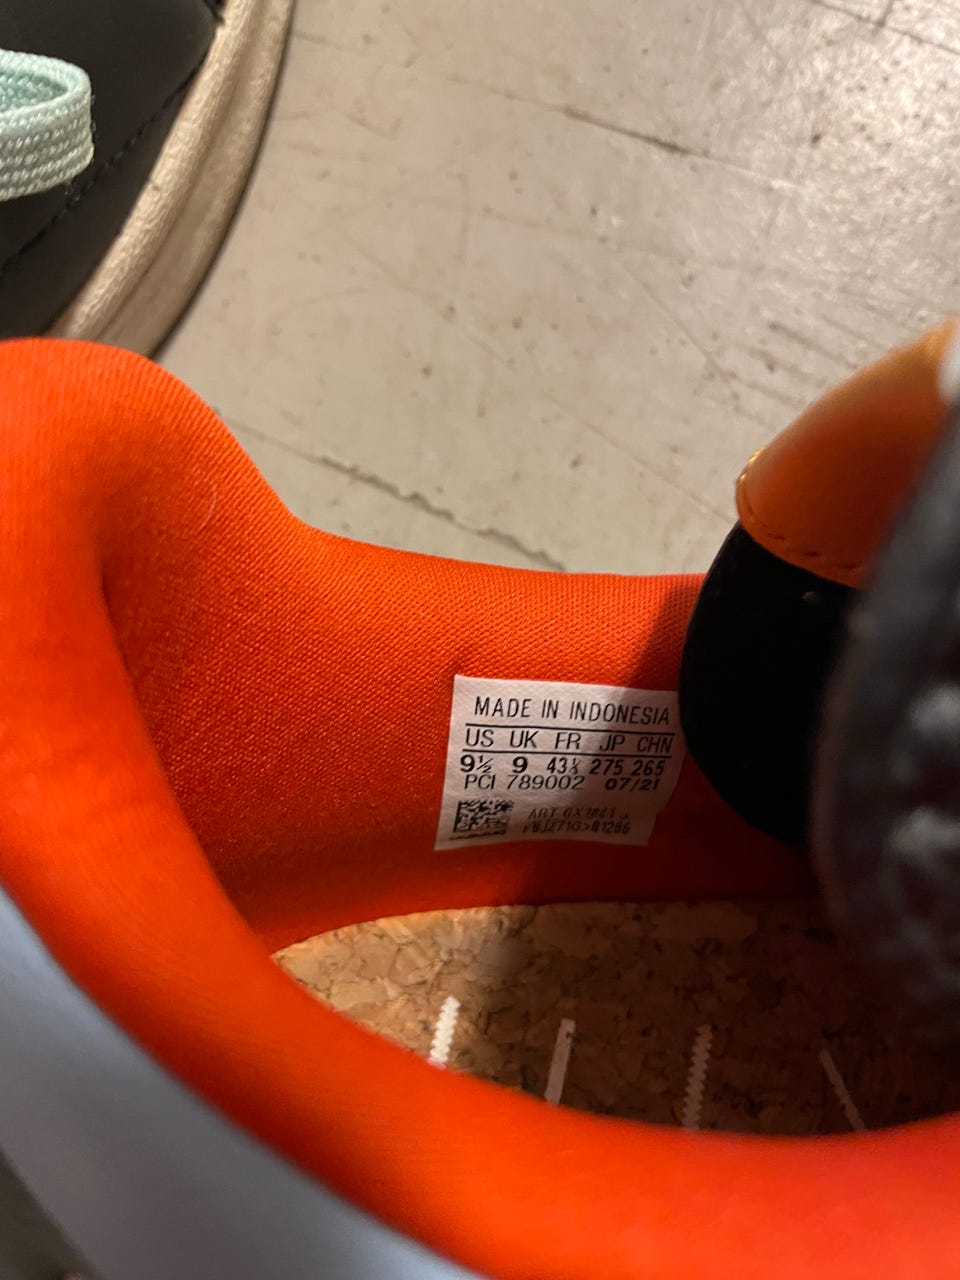 MADE IN INDONESIA
US UK FR JP CHN
9½ 9 43⅓ 275 265
PCI 789002 07/21
ART